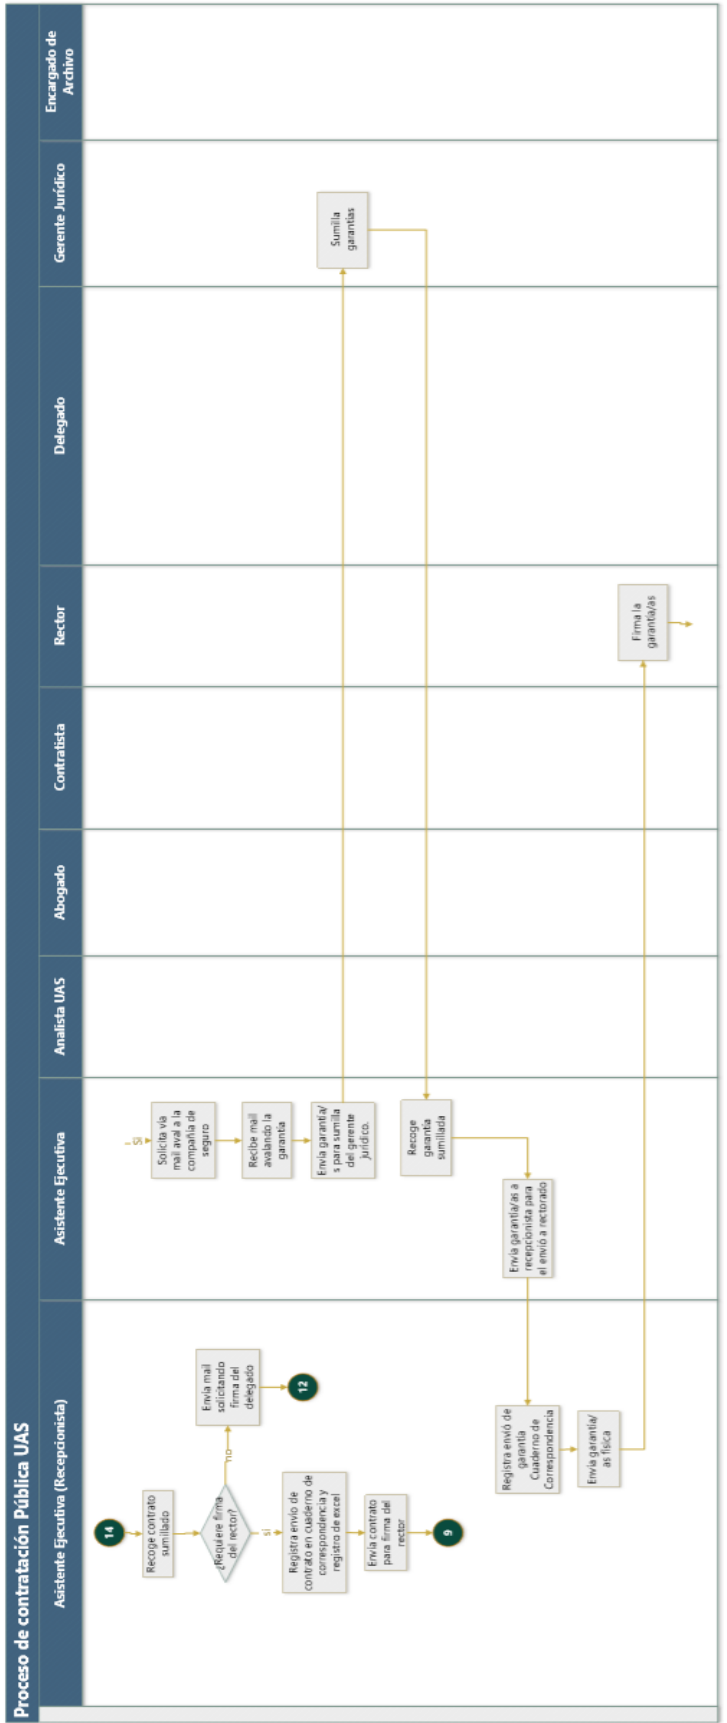 Proceso de contratación Pública UAS
Asistente Ejecutiva (Recepcionista)
Asistente Ejecutiva
Analista UAS
Abogado
Contratista
Rector
Delegado
Gerente Jurídico
Encargado de
Archivo
14
Recoge contrato
sumillado
¿Requiere firma
del rector?
no
Envía mail
solicitando
firma del
delegado
12
si
Registra envío de
contrato en cuaderno de
correspondencia y
registro de excel
Envía contrato
para firma del
rector
9
Si
Solicita vía
mail aval a la
compañía de
seguro
Recibe mail
avalando la
garantía
Envía garantía/
s para sumilla
del gerente
jurídico.
Sumilla
garantías
Recoge
garantía
sumillada
Envía garantía/as a
recepcionista para
el envió a rectorado
Registra envió de
garantía
Cuaderno de
Correspondencia
Envía garantía/
as física
Firma la
garantía/as